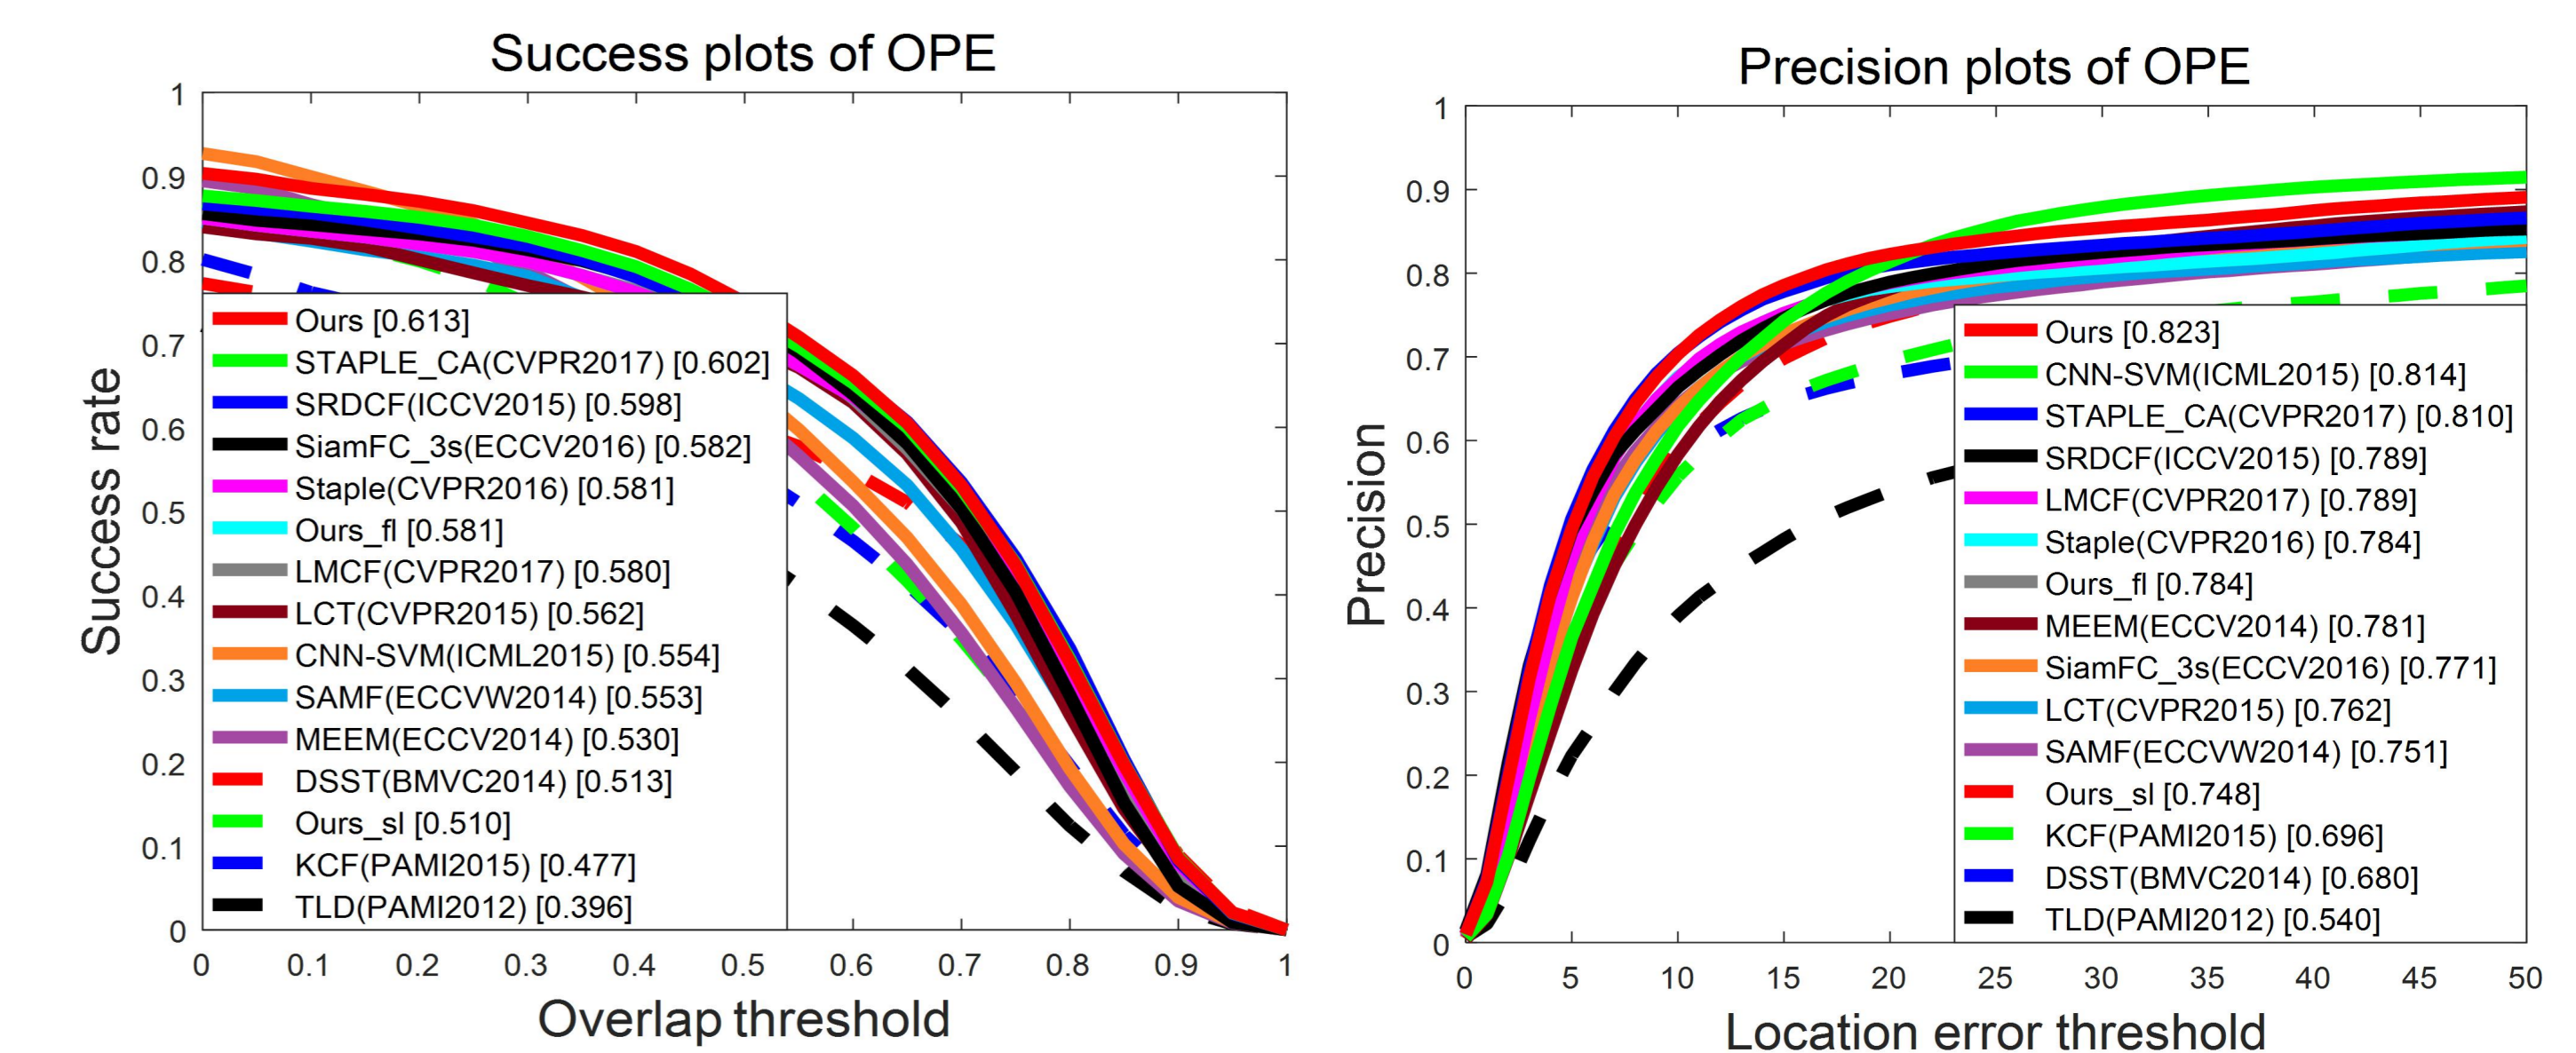 Success plots of OPE
1
0.9
0.8
0.7
0.6
0.5
0.4
0.3
0.2
0.1
0
Success rate
Ours [0.613]
STAPLE_CA(CVPR2017) [0.602]
SRDCF(ICCV2015) [0.598]
SiamFC_3s(ECCV2016) [0.582]
Staple(CVPR2016) [0.581]
Ours_fl [0.581]
LMCF(CVPR2017) [0.580]
LCT(CVPR2015) [0.562]
CNN-SVM(ICML2015) [0.554]
SAMF(ECCVW2014) [0.553]
MEEM(ECCV2014) [0.530]
DSST(BMVC2014) [0.513]
Ours_sl [0.510]
KCF(PAMI2015) [0.477]
TLD(PAMI2012) [0.396]
0 0.1 0.2 0.3 0.4 0.5 0.6 0.7 0.8 0.9 1
Overlap threshold
Precision plots of OPE
1
0.9
0.8
0.7
0.6
0.5
0.4
0.3
0.2
0.1
0
Precision
Ours [0.823]
CNN-SVM(ICML2015) [0.814]
STAPLE_CA(CVPR2017) [0.810]
SRDCF(ICCV2015) [0.789]
LMCF(CVPR2017) [0.789]
Staple(CVPR2016) [0.784]
Ours_fl [0.784]
MEEM(ECCV2014) [0.781]
SiamFC_3s(ECCV2016) [0.771]
LCT(CVPR2015) [0.762]
SAMF(ECCVW2014) [0.751]
Ours_sl [0.748]
KCF(PAMI2015) [0.696]
DSST(BMVC2014) [0.680]
TLD(PAMI2012) [0.540]
0 5 10 15 20 25 30 35 40 45 50
Location error threshold